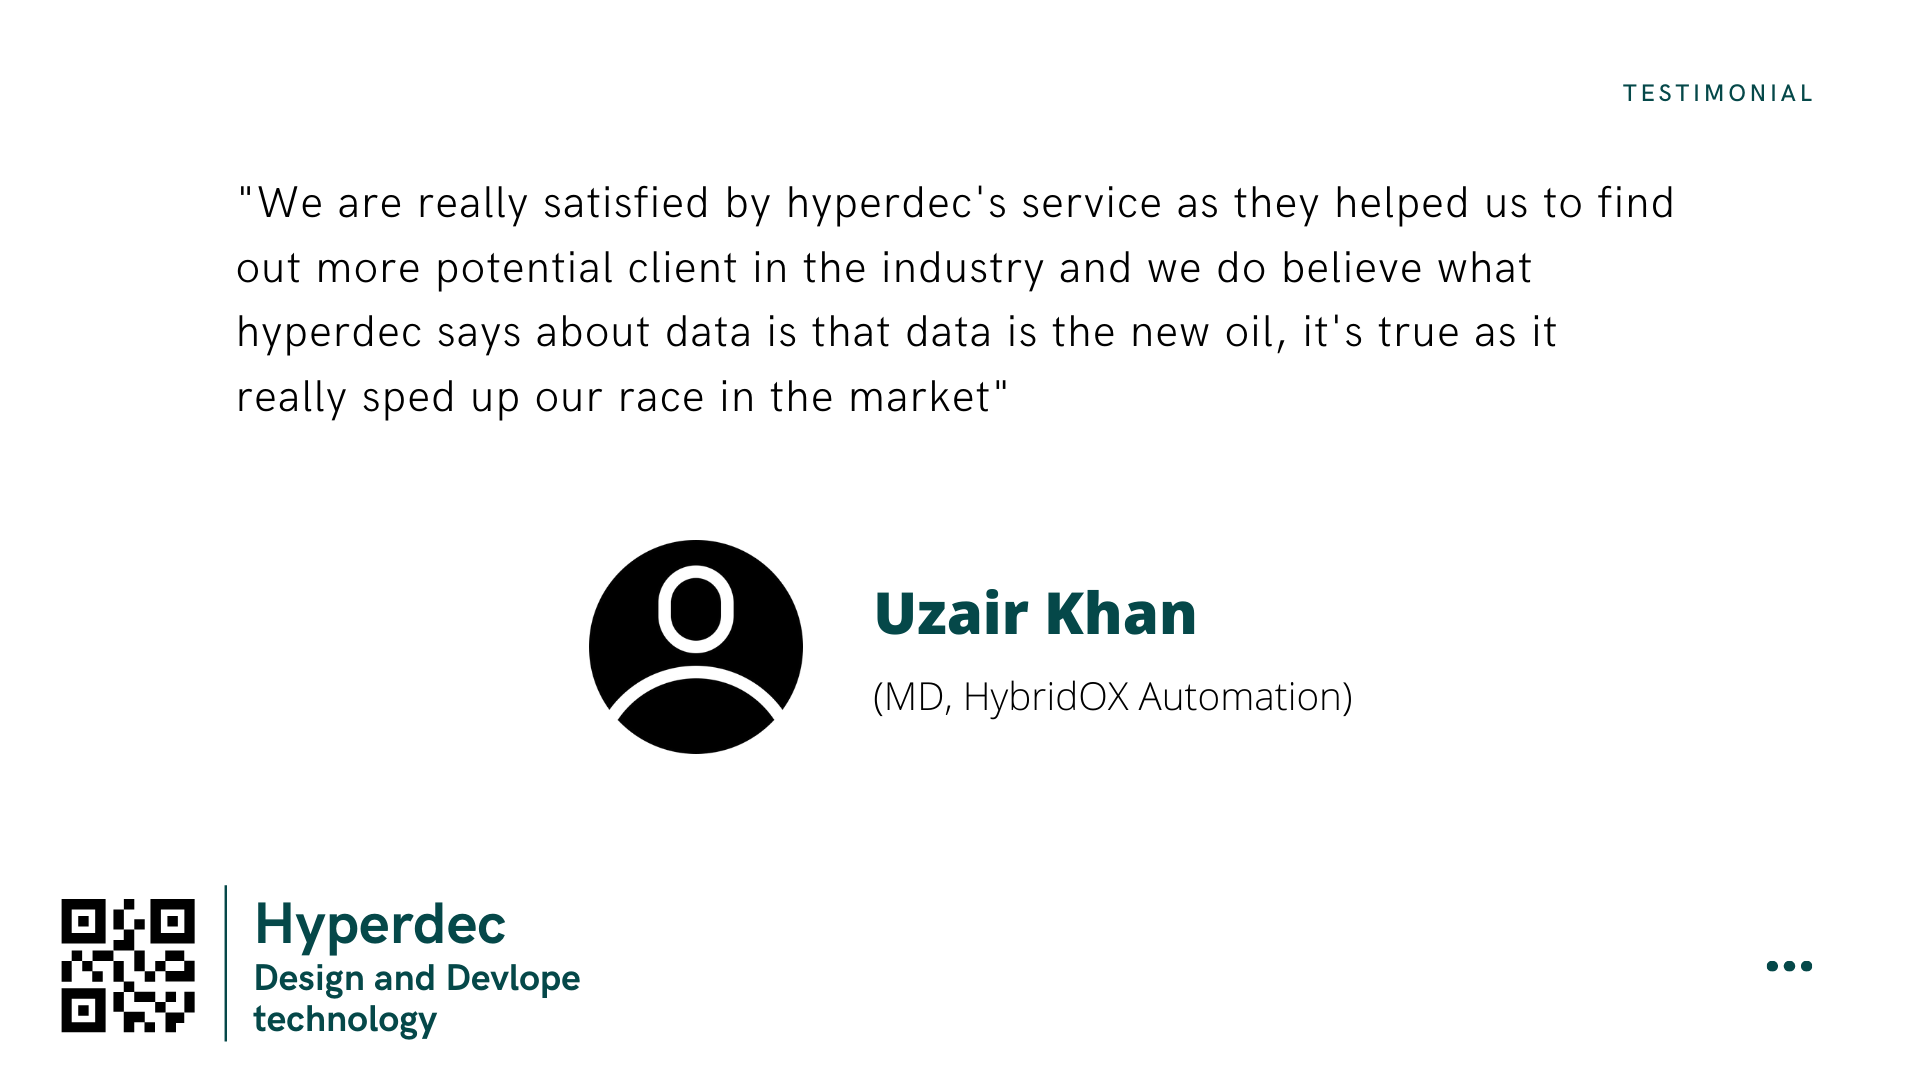 TESTIMONIAL
"We are really satisfied by hyperdec's service as they helped us to find
out more potential client in the industry and we do believe what
hyperdec says about data is that data is the new oil, it's true as it
really sped up our race in the market"
Uzair Khan
(MD, HybridOX Automation)
Hyperdec
Design and Devlope
technology